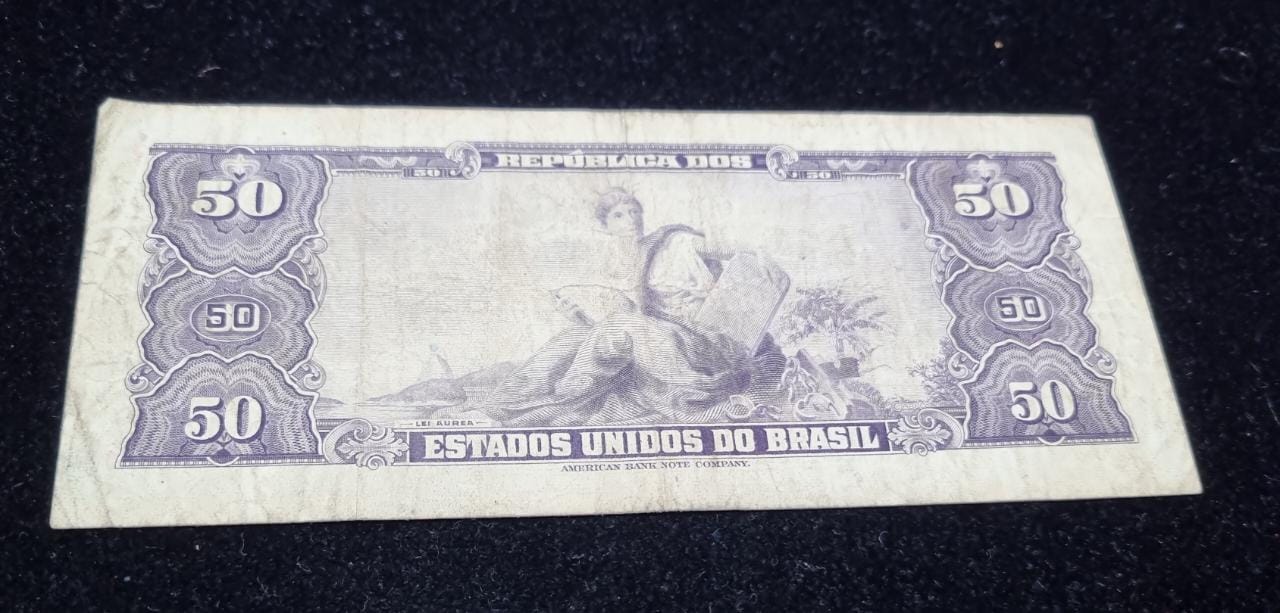 REPÚBLICA DOS
50 50
50 50
50 50
LEI AUREA
50 50
ESTADOS UNIDOS DO BRASIL
AMERICAN BANK NOTE COMPANY.